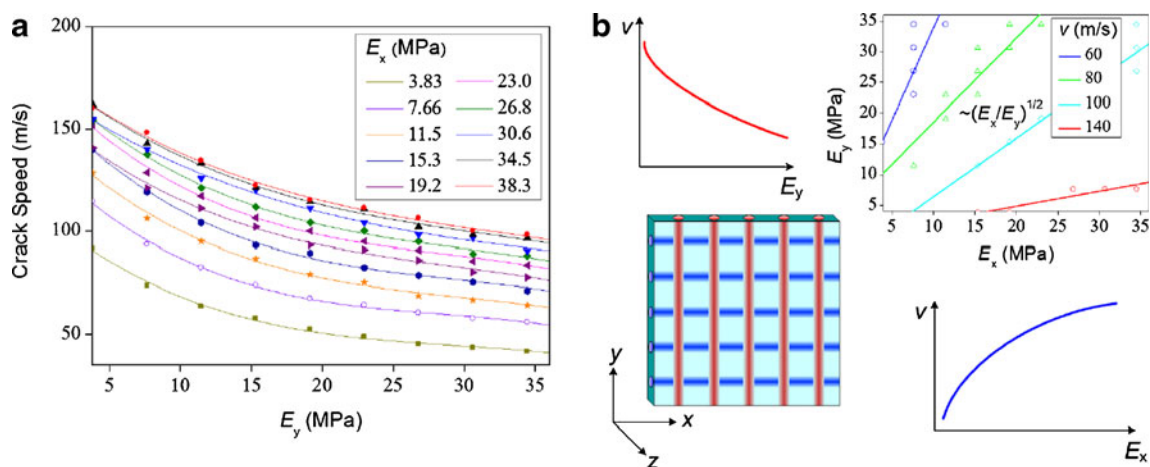 a
200
150
100
50
Crack Speed (m/s)
5 10 15 20 25 30 35
E_y (MPa)
E_x (MPa)
3.83 23.0
7.66 26.8
11.5 30.6
15.3 34.5
19.2 38.3
b
v
E_y
35
30
25
20
15
10
5
E_y (MPa)
v (m/s)
60
80
100
140
~(E_x/E_y)^1/2
5 10 15 20 25 30 35
E_x (MPa)
y
x
z
v
E_x